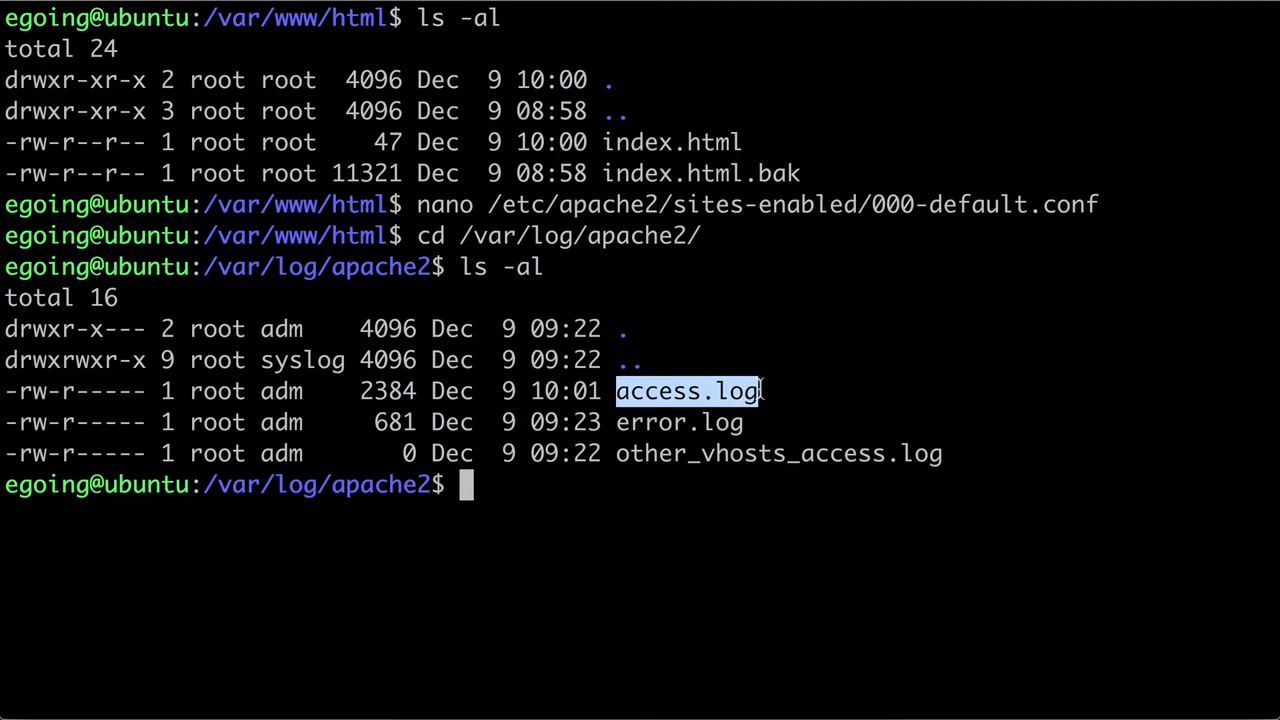 egoing@ubuntu:/var/www/html$ ls -al
total 24
drwxr-xr-x 2 root root  4096 Dec  9 10:00 .
drwxr-xr-x 3 root root  4096 Dec  9 08:58 ..
-rw-r--r-- 1 root root    47 Dec  9 10:00 index.html
-rw-r--r-- 1 root root 11321 Dec  9 08:58 index.html.bak
egoing@ubuntu:/var/www/html$ nano /etc/apache2/sites-enabled/000-default.conf
egoing@ubuntu:/var/www/html$ cd /var/log/apache2/
egoing@ubuntu:/var/log/apache2$ ls -al
total 16
drwxr-x--- 2 root adm    4096 Dec  9 09:22 .
drwxrwxr-x 9 root syslog 4096 Dec  9 09:22 ..
-rw-r----- 1 root adm    2384 Dec  9 10:01 access.log
-rw-r----- 1 root adm     681 Dec  9 09:23 error.log
-rw-r----- 1 root adm       0 Dec  9 09:22 other_vhosts_access.log
egoing@ubuntu:/var/log/apache2$